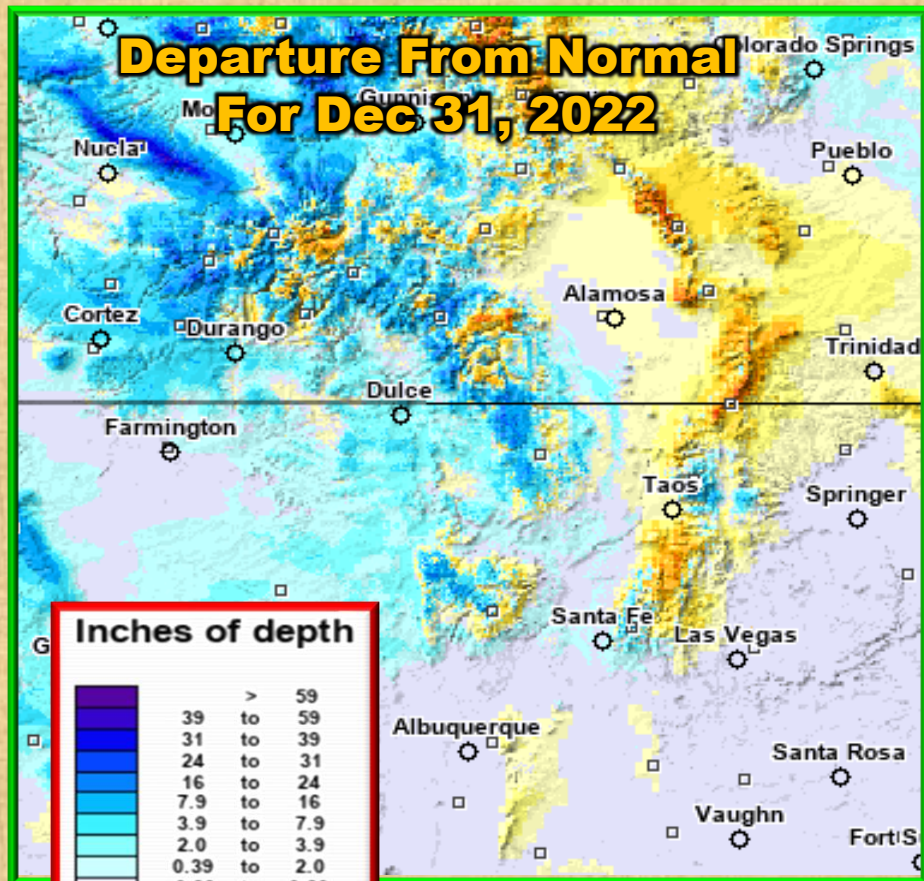 Departure From Normal
For Dec 31, 2022
lorado Springs
Mo
Nucla
Pueblo
Alamosa
Cortez
Durango
Trinidad
Dulce
Farmington
Taos
Springer
Santa Fe
Las Vegas
G
Albuquerque
Santa Rosa
Vaughn
Fort S
Inches of depth
> 59
39 to 59
31 to 39
24 to 31
16 to 24
7.9 to 16
3.9 to 7.9
2.0 to 3.9
0.39 to 2.0